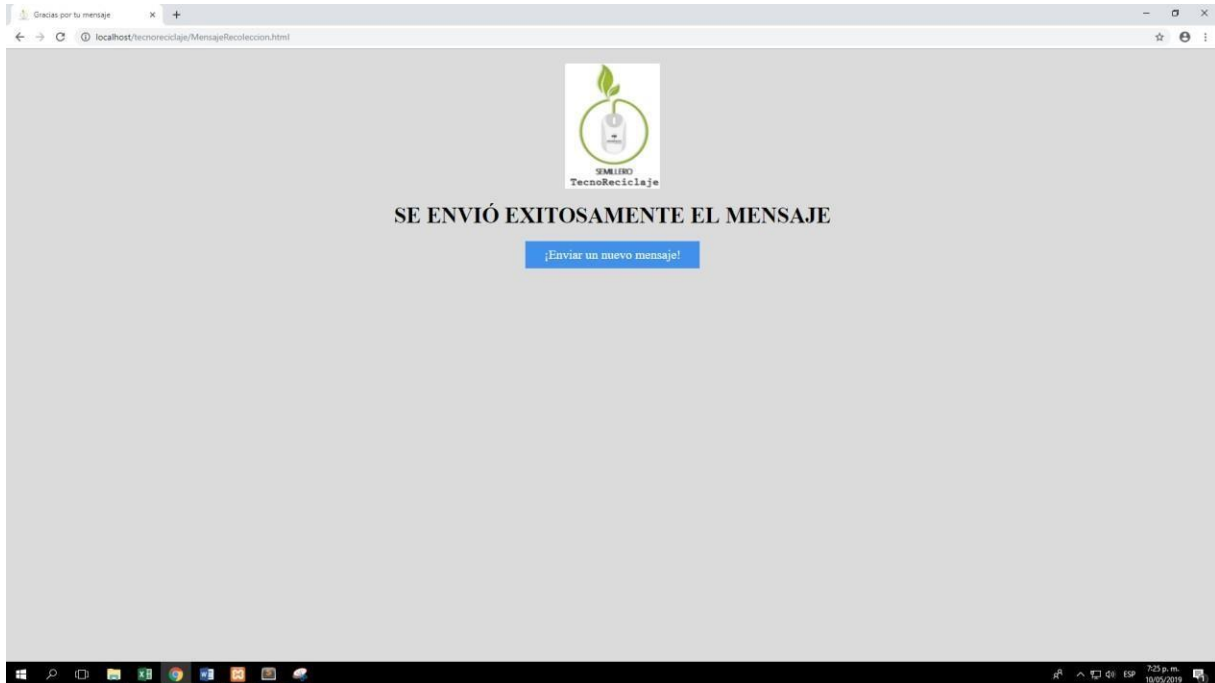 Gracias por tu mensaje
localhost/tecnoreciclaje/MensajeRecoleccion.html
SEMILLERO
TecnoReciclaje
SE ENVIÓ EXITOSAMENTE EL MENSAJE
¡Enviar un nuevo mensaje!
ESP
7:25 p. m.
10/05/2019